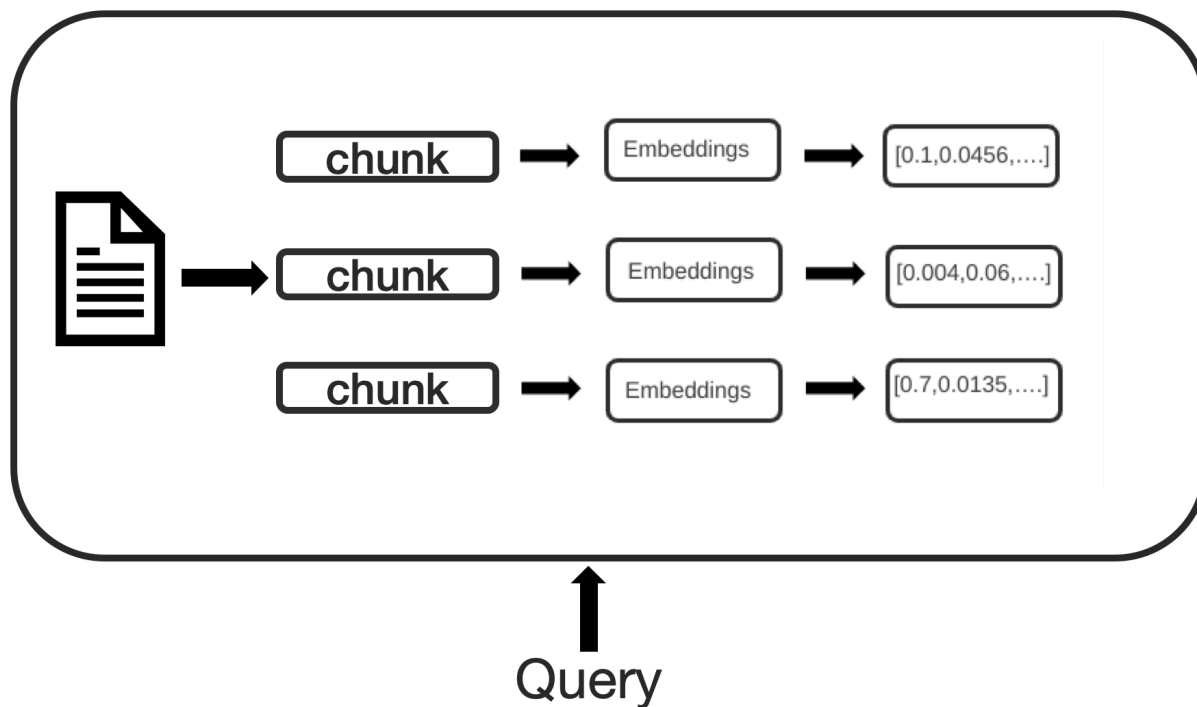 chunk
Embeddings
[0.1,0.0456,....]
chunk
Embeddings
[0.004,0.06,....]
chunk
Embeddings
[0.7,0.0135,....]
Query